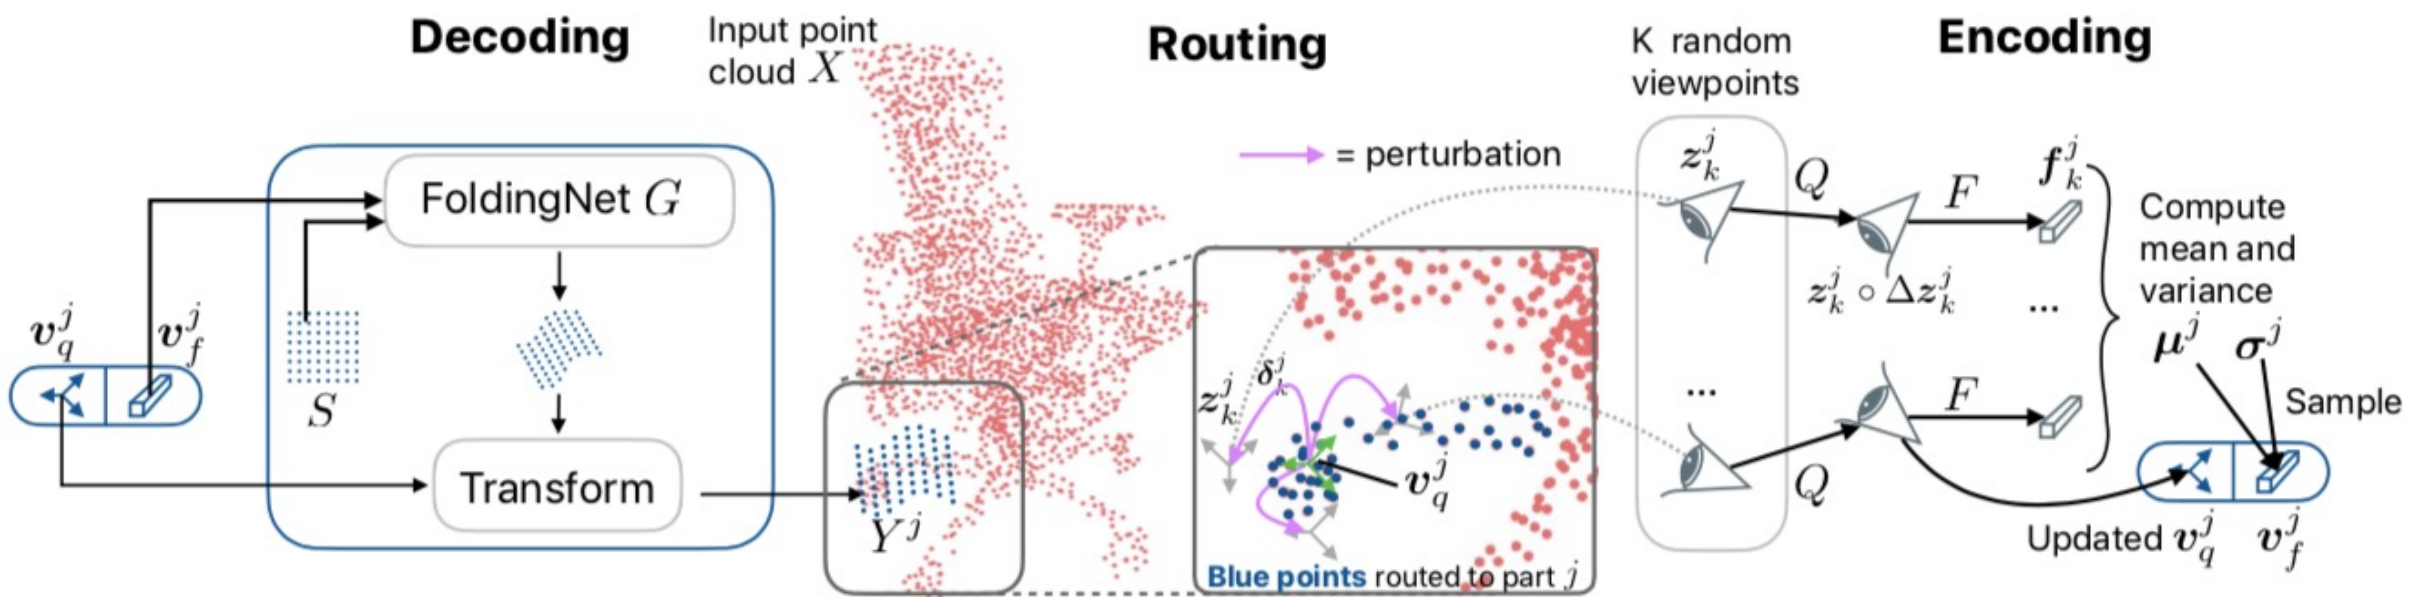 Decoding
Input point
cloud X
Routing
K random
viewpoints
Encoding
FoldingNet G
= perturbation
z_k^j
Q
F
f_k^j
Compute
mean and
variance
z_k^j ∘ Δz_k^j
...
μ^j σ^j
v_q^j v_f^j
S
z_k^j
δ_k^j
...
F
Sample
Transform
Y^j
v_q^j
Q
Updated v_q^j v_f^j
Blue points routed to part j